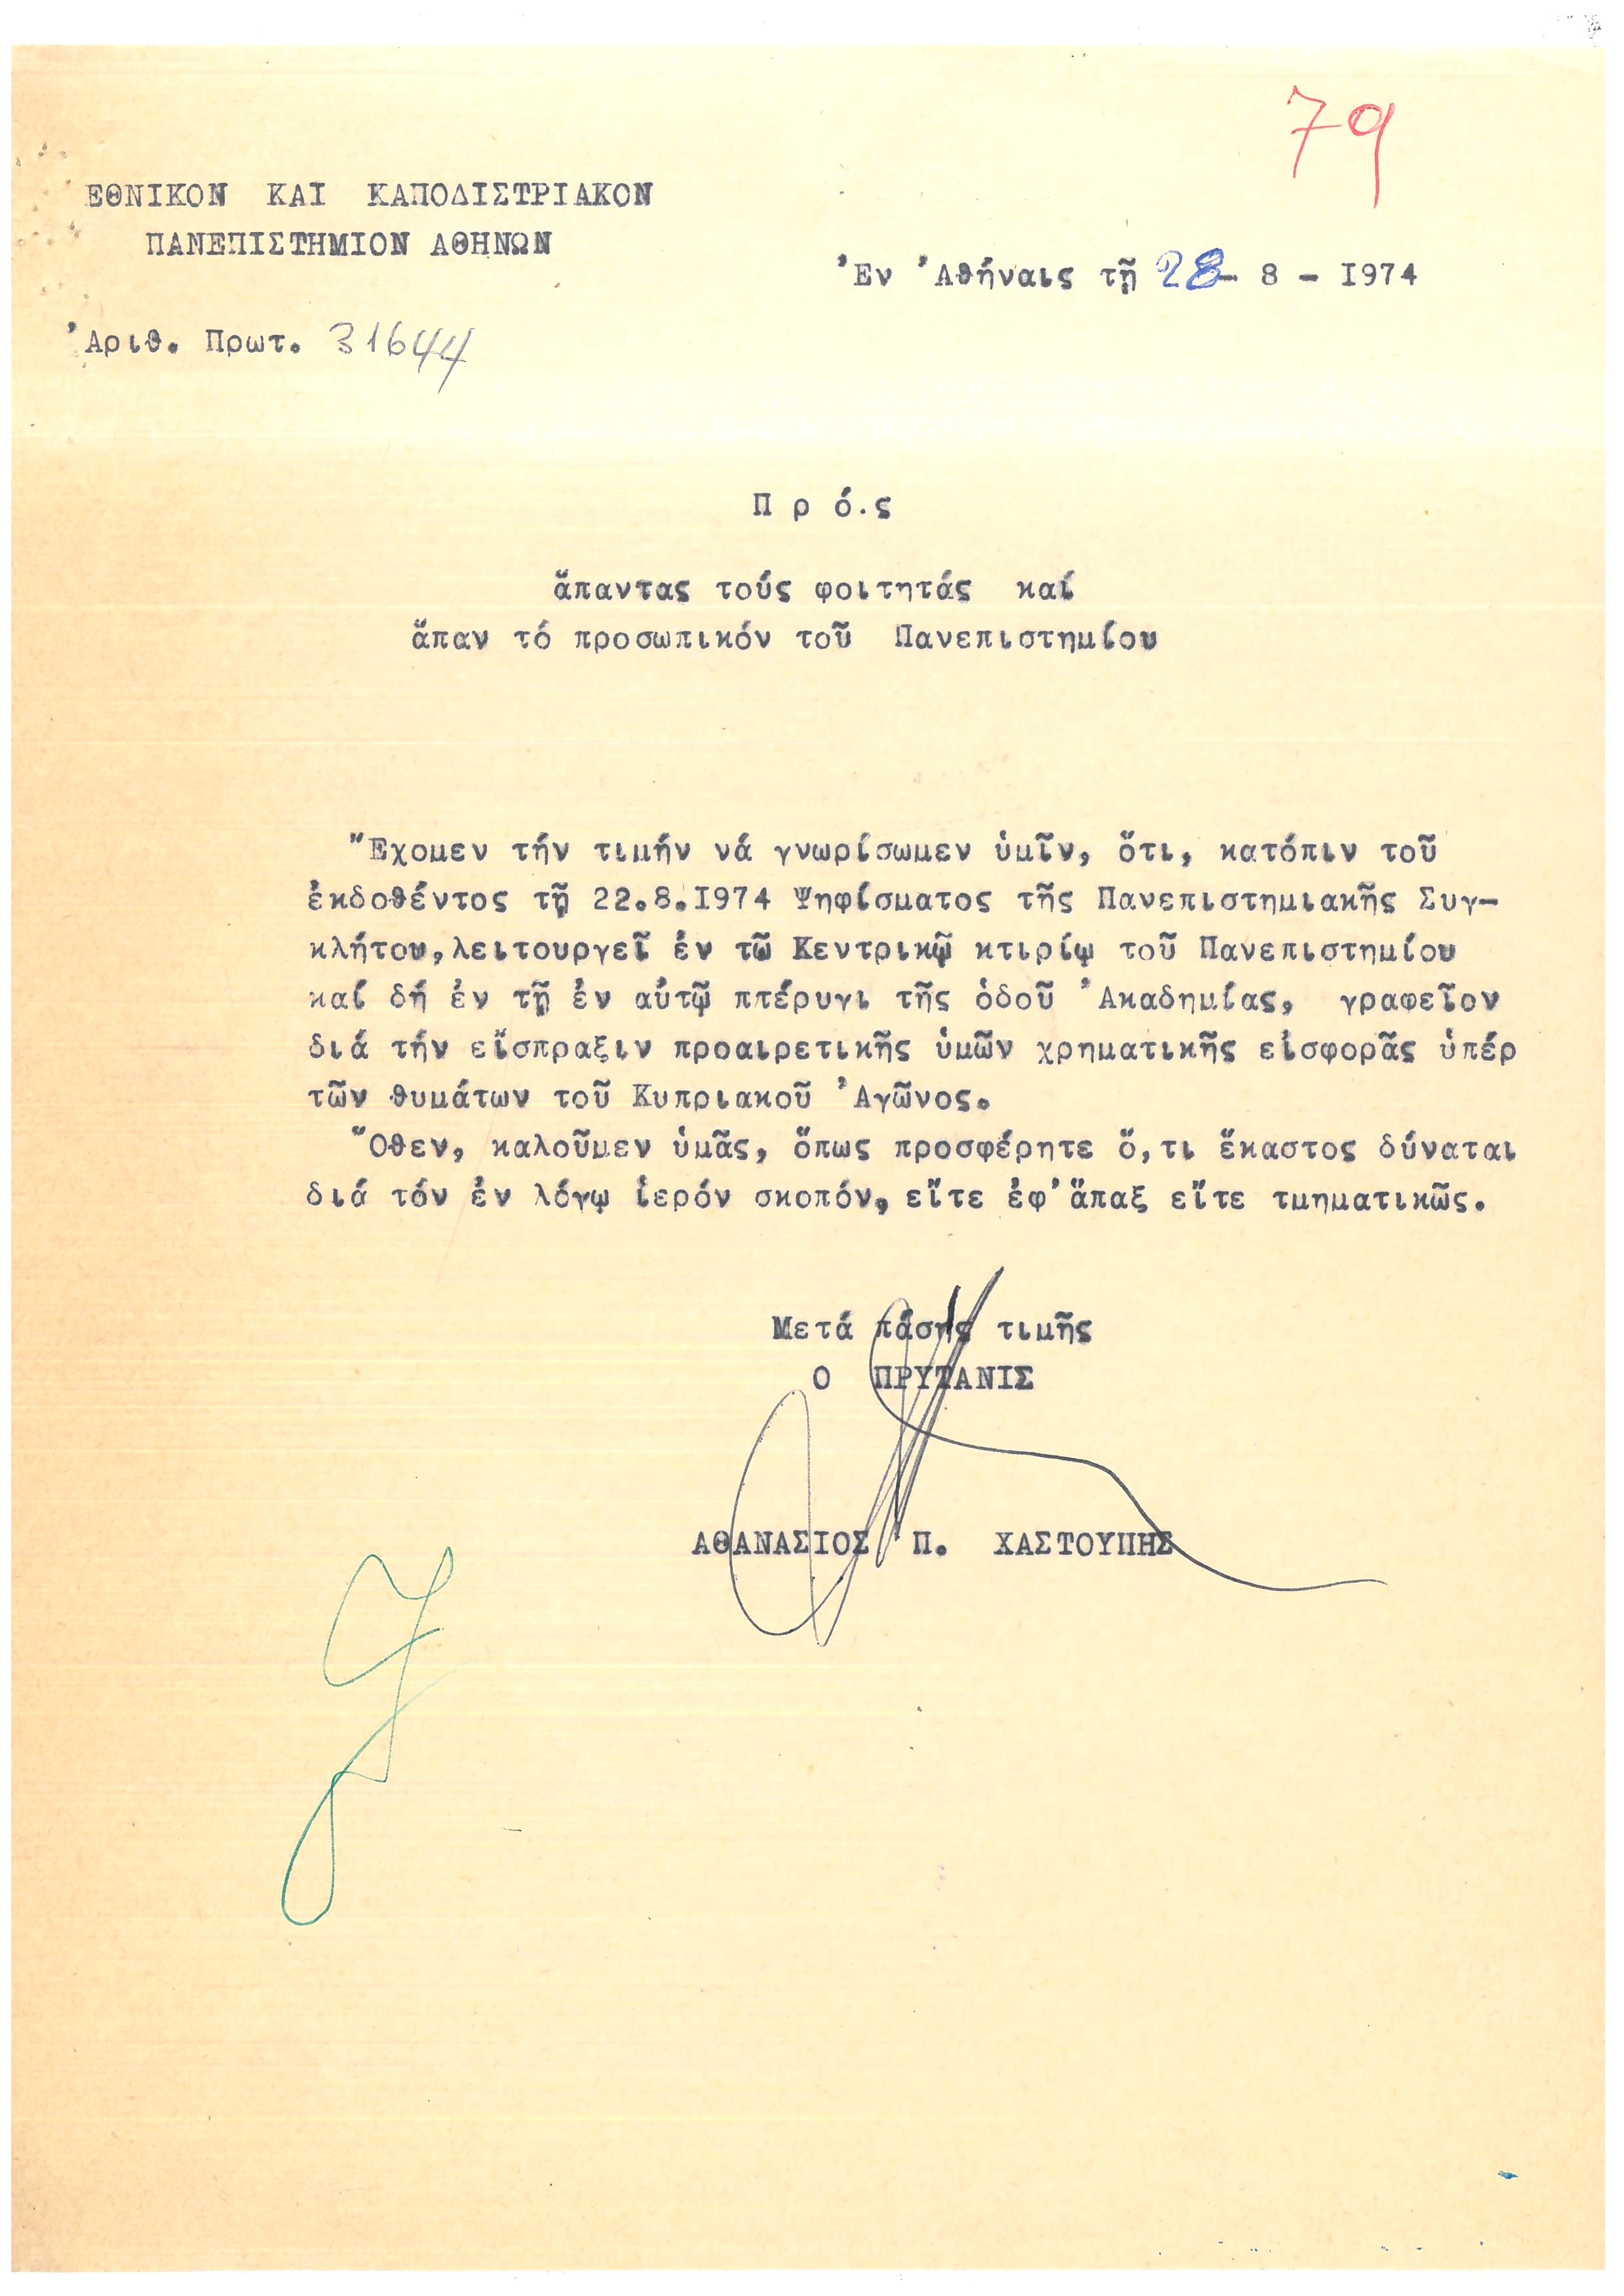 79
ΕΘΝΙΚΟΝ ΚΑΙ ΚΑΠΟΔΙΣΤΡΙΑΚΟΝ
ΠΑΝΕΠΙΣΤΗΜΙΟΝ ΑΘΗΝΩΝ
Ἐν Ἀθήναις τῇ 28- 8 - 1974
Ἀριθ. Πρωτ. 31644
Π ρ ό.ς
ἅπαντας τούς φοιτητάς καί
ἅπαν τό προσωπικόν τοῦ Πανεπιστημίου
Ἔχομεν τήν τιμήν νά γνωρίσωμεν ὑμῖν, ὅτι, κατόπιν τοῦ
ἐκδοθέντος τῇ 22.8.1974 Ψηφίσματος τῆς Πανεπιστημιακῆς Συγ-
κλήτου, λειτουργεῖ ἐν τῶ Κεντρικῷ κτιρίῳ τοῦ Πανεπιστημίου
καί δή ἐν τῇ ἐν αὐτῷ πτέρυγι τῆς ὁδοῦ Ἀκαδημίας, γραφεῖον
διά τήν εἴσπραξιν προαιρετικῆς ὑμῶν χρηματικῆς εἰσφορᾶς ὑπέρ
τῶν θυμάτων τοῦ Κυπριακοῦ Ἀγῶνος.
Ὅθεν, καλοῦμεν ὑμᾶς, ὅπως προσφέρητε ὅ,τι ἕκαστος δύναται
διά τόν ἐν λόγῳ ἱερόν σκοπόν, εἴτε ἐφ' ἅπαξ εἴτε τμηματικῶς.
Μετά πάσης τιμῆς
Ο ΠΡΥΤΑΝΙΣ
ΑΘΑΝΑΣΙΟΣ Π. ΧΑΣΤΟΥΠΗΣ